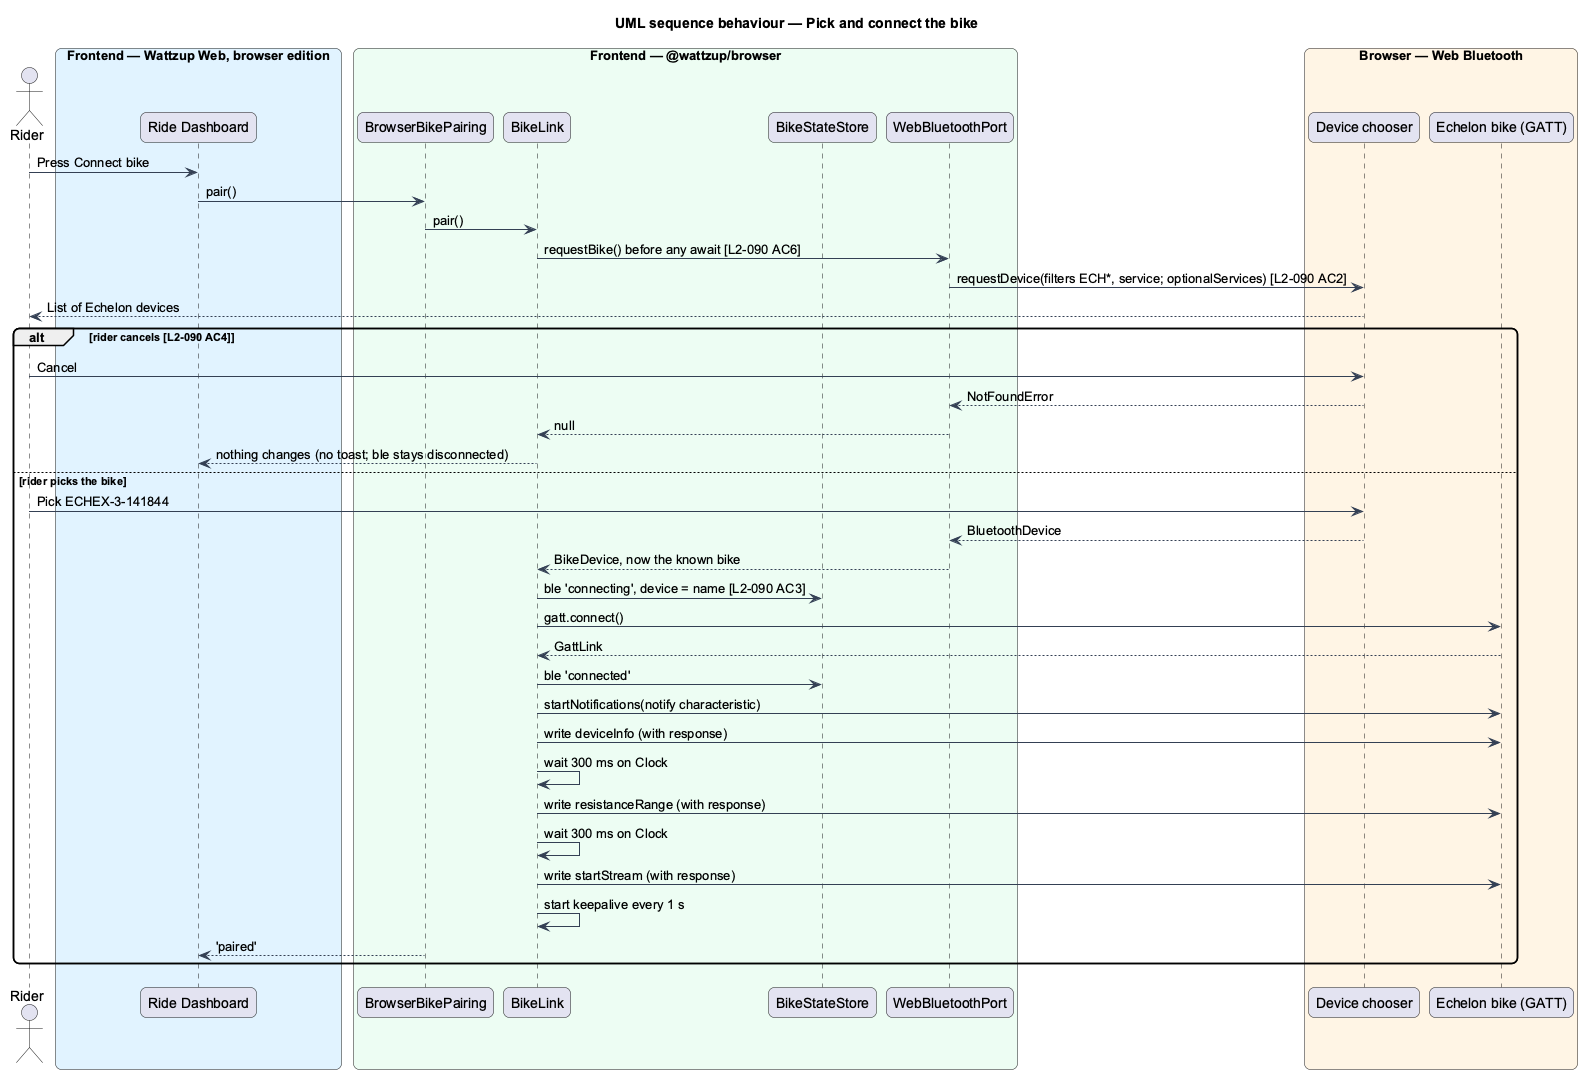 UML sequence behaviour — Pick and connect the bike
Frontend — Wattzup Web, browser edition
Frontend — @wattzup/browser
Browser — Web Bluetooth
Rider
Ride Dashboard
BrowserBikePairing
BikeLink
BikeStateStore
WebBluetoothPort
Device chooser
Echelon bike (GATT)
Press Connect bike
pair()
pair()
requestBike() before any await [L2-090 AC6]
requestDevice(filters ECH*, service; optionalServices) [L2-090 AC2]
List of Echelon devices
alt
[rider cancels [L2-090 AC4]]
Cancel
NotFoundError
null
nothing changes (no toast; ble stays disconnected)
[rider picks the bike]
Pick ECHEX-3-141844
BluetoothDevice
BikeDevice, now the known bike
ble 'connecting', device = name [L2-090 AC3]
gatt.connect()
GattLink
ble 'connected'
startNotifications(notify characteristic)
write deviceInfo (with response)
wait 300 ms on Clock
write resistanceRange (with response)
wait 300 ms on Clock
write startStream (with response)
start keepalive every 1 s
'paired'
Rider
Ride Dashboard
BrowserBikePairing
BikeLink
BikeStateStore
WebBluetoothPort
Device chooser
Echelon bike (GATT)